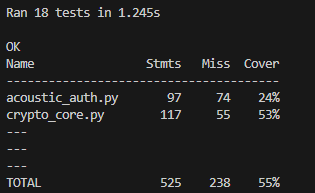 Ran 18 tests in 1.245s
OK
Name Stmts Miss Cover
----------------------------------------
acoustic_auth.py 97 74 24%
crypto_core.py 117 55 53%
---
---
---
TOTAL 525 238 55%